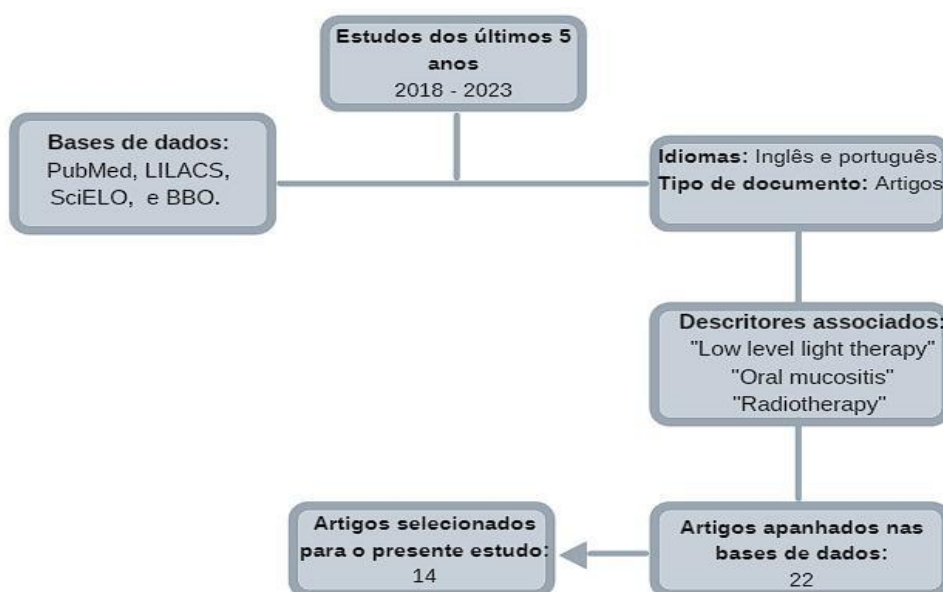 Estudos dos últimos 5
anos
2018 - 2023
Bases de dados:
PubMed, LILACS,
SciELO, e BBO.
Idiomas: Inglês e português.
Tipo de documento: Artigos
Descritores associados:
"Low level light therapy"
"Oral mucositis"
"Radiotherapy"
Artigos apanhados nas
bases de dados:
22
Artigos selecionados
para o presente estudo:
14